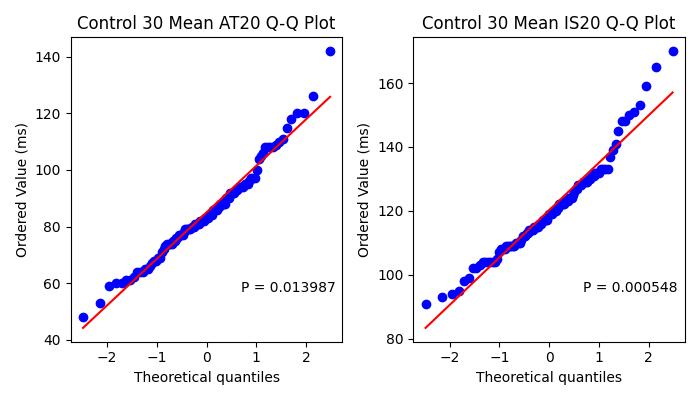 Control 30 Mean AT20 Q-Q Plot
Ordered Value (ms)
140
120
100
80
60
40
P = 0.013987
−2
−1
0
1
2
Theoretical quantiles
Control 30 Mean IS20 Q-Q Plot
Ordered Value (ms)
160
140
120
100
80
P = 0.000548
−2
−1
0
1
2
Theoretical quantiles